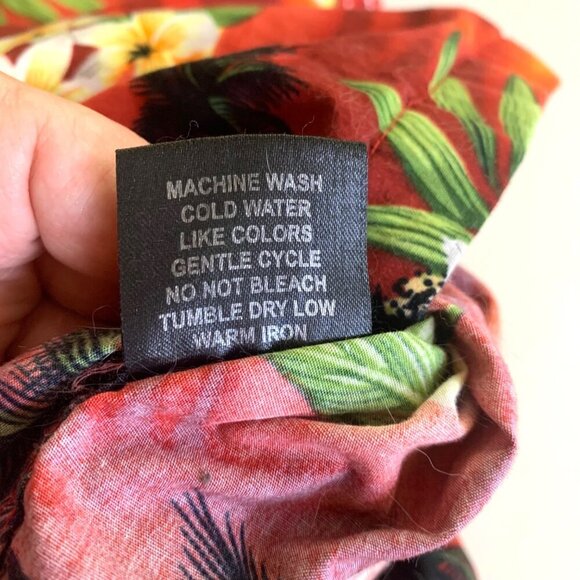 MACHINE WASH
COLD WATER
LIKE COLORS
GENTLE CYCLE
NO NOT BLEACH
TUMBLE DRY LOW
WARM IRON